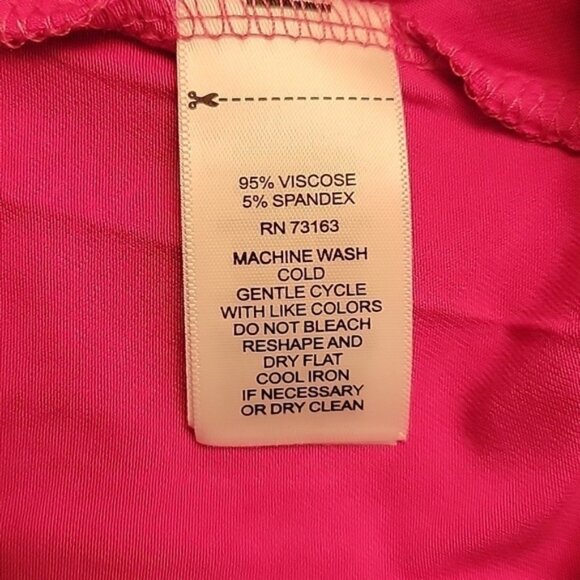 95% VISCOSE
5% SPANDEX
RN 73163
MACHINE WASH
COLD
GENTLE CYCLE
WITH LIKE COLORS
DO NOT BLEACH
RESHAPE AND
DRY FLAT
COOL IRON
IF NECESSARY
OR DRY CLEAN